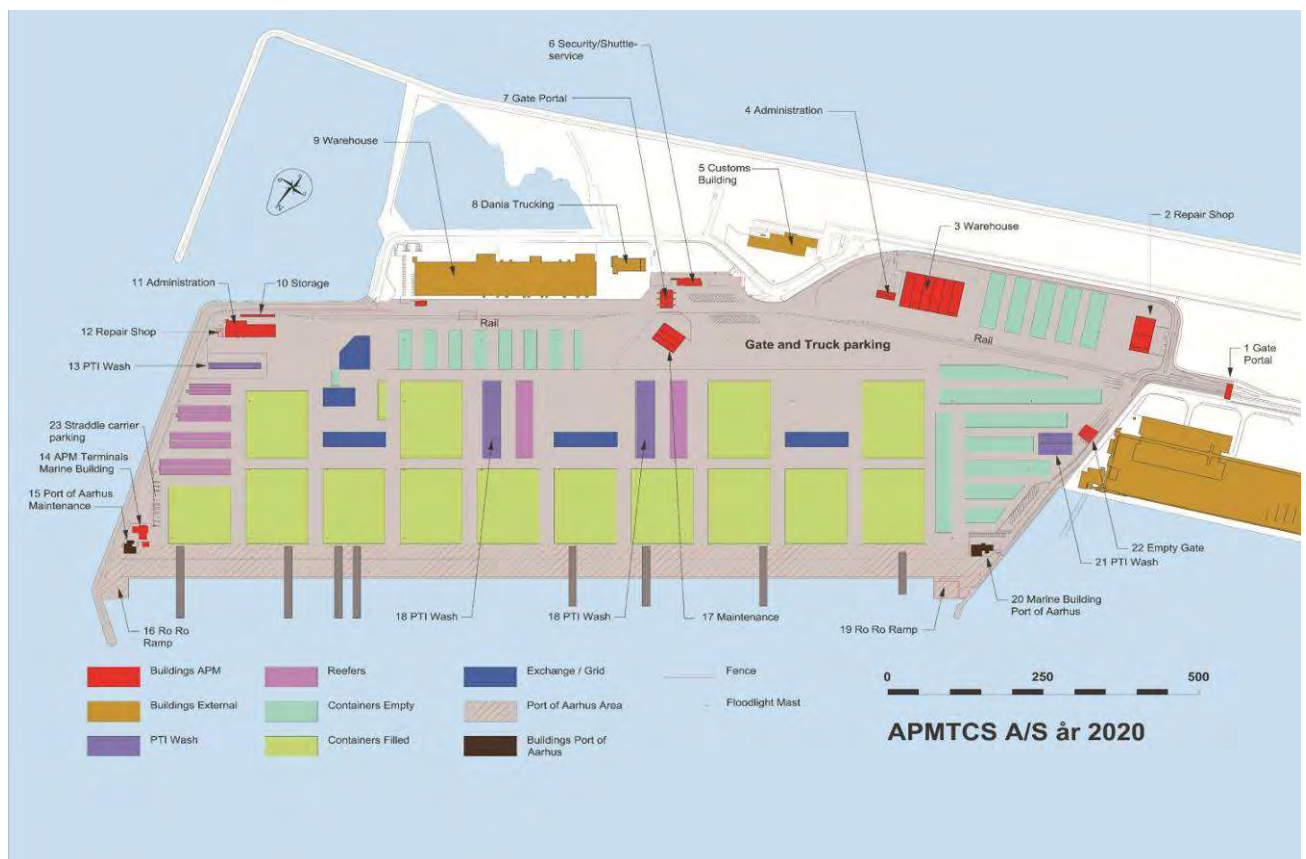 6 Security/Shuttle-
service
7 Gate Portal
4 Administration
9 Warehouse
5 Customs
Building
8 Dania Trucking
2 Repair Shop
3 Warehouse
11 Administration
10 Storage
12 Repair Shop
Rail
Gate and Truck parking
Rail
13 PTI Wash
1 Gate
Portal
23 Straddle carrier
parking
14 APM Terminals
Marine Building
15 Port of Aarhus
Maintenance
22 Empty Gate
21 PTI Wash
16 Ro Ro
Ramp
18 PTI Wash
18 PTI Wash
17 Maintenance
19 Ro Ro Ramp
20 Marine Building
Port of Aarhus
Buildings APM
Reefers
Exchange / Grid
Fence
Buildings External
Containers Empty
Port of Aarhus Area
Floodlight Mast
PTI Wash
Containers Filled
Buildings Port of
Aarhus
0 250 500
APMTCS A/S år 2020